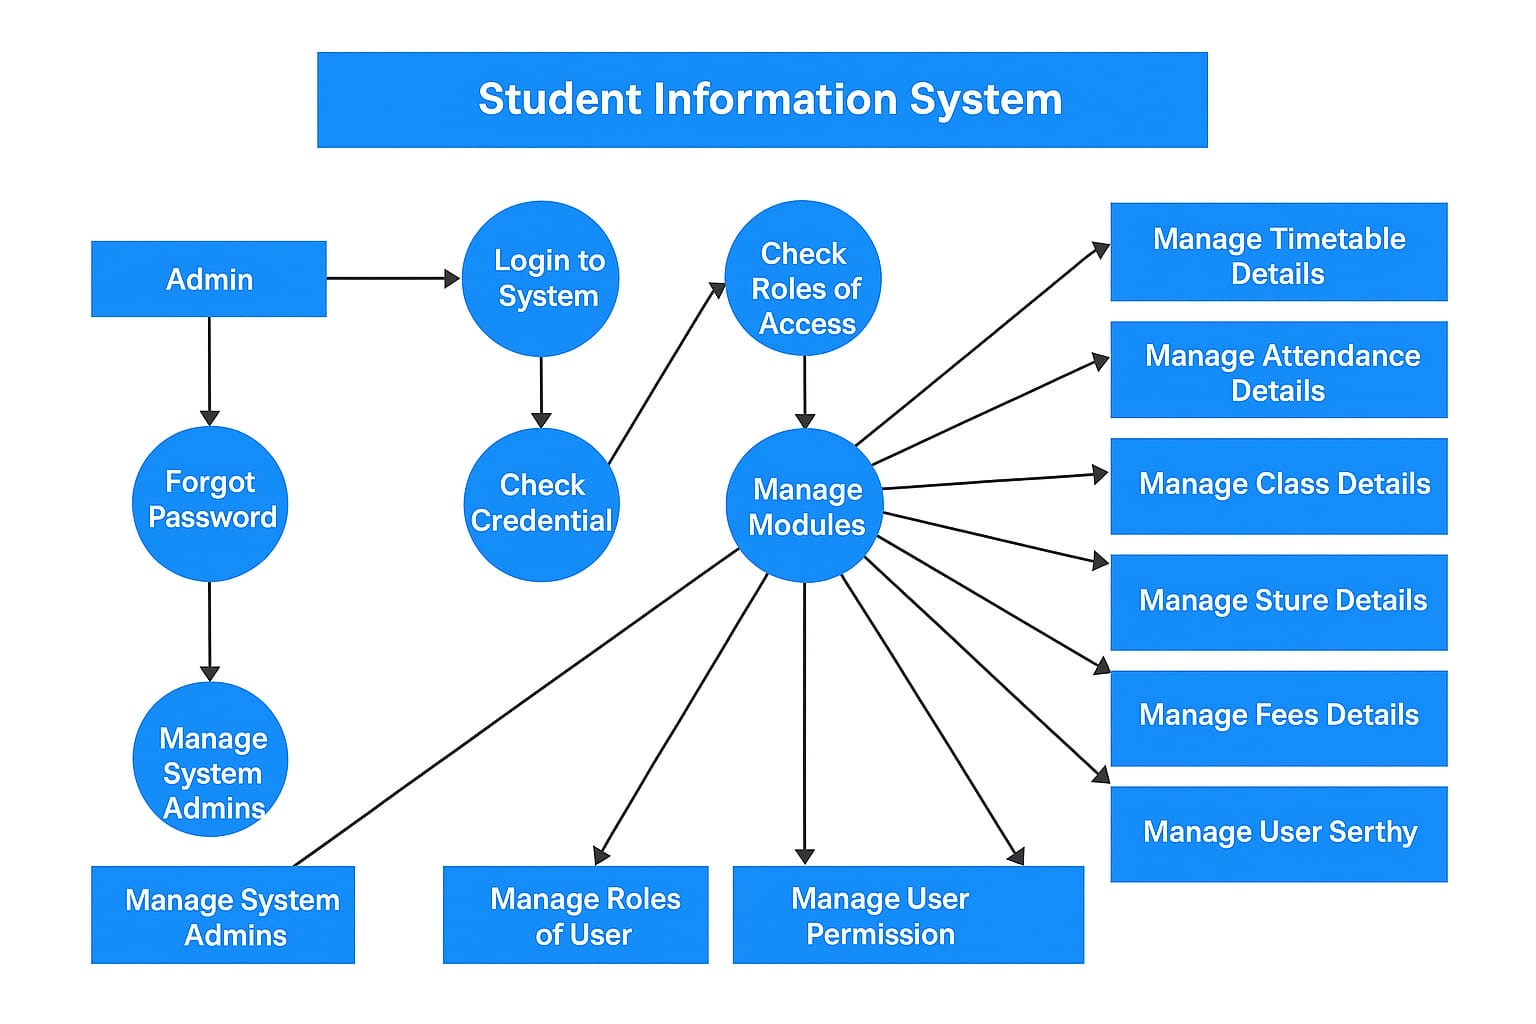 Student Information System
Admin
Login to
System
Check
Roles of
Access
Manage Timetable
Details
Manage Attendance
Details
Forgot
Password
Check
Credential
Manage
Modules
Manage Class Details
Manage Sture Details
Manage Fees Details
Manage User Serthy
Manage
System
Admins
Manage System
Admins
Manage Roles
of User
Manage User
Permission